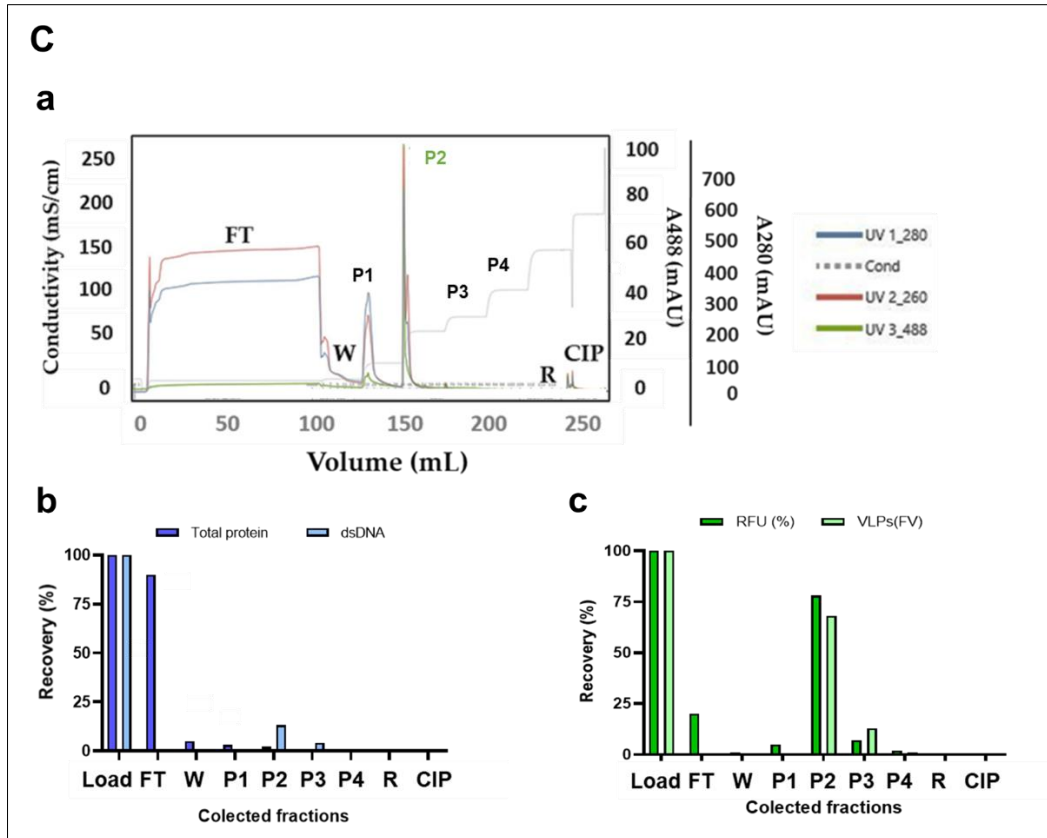 C
a
Conductivity (mS/cm)
250
200
150
100
50
0
FT
W
P1
P2
P3
P4
R
CIP
0
50
100
150
200
250
Volume (mL)
100
80
60
40
20
0
A488 (mAU)
700
600
500
400
300
200
100
0
A280 (mAU)
UV 1_280
Cond
UV 2_260
UV 3_488
b
Total protein
dsDNA
Recovery (%)
100
75
50
25
0
Load FT W P1 P2 P3 P4 R CIP
Colected fractions
c
RFU (%)
VLPs(FV)
Recovery (%)
100
75
50
25
0
Load FT W P1 P2 P3 P4 R CIP
Colected fractions